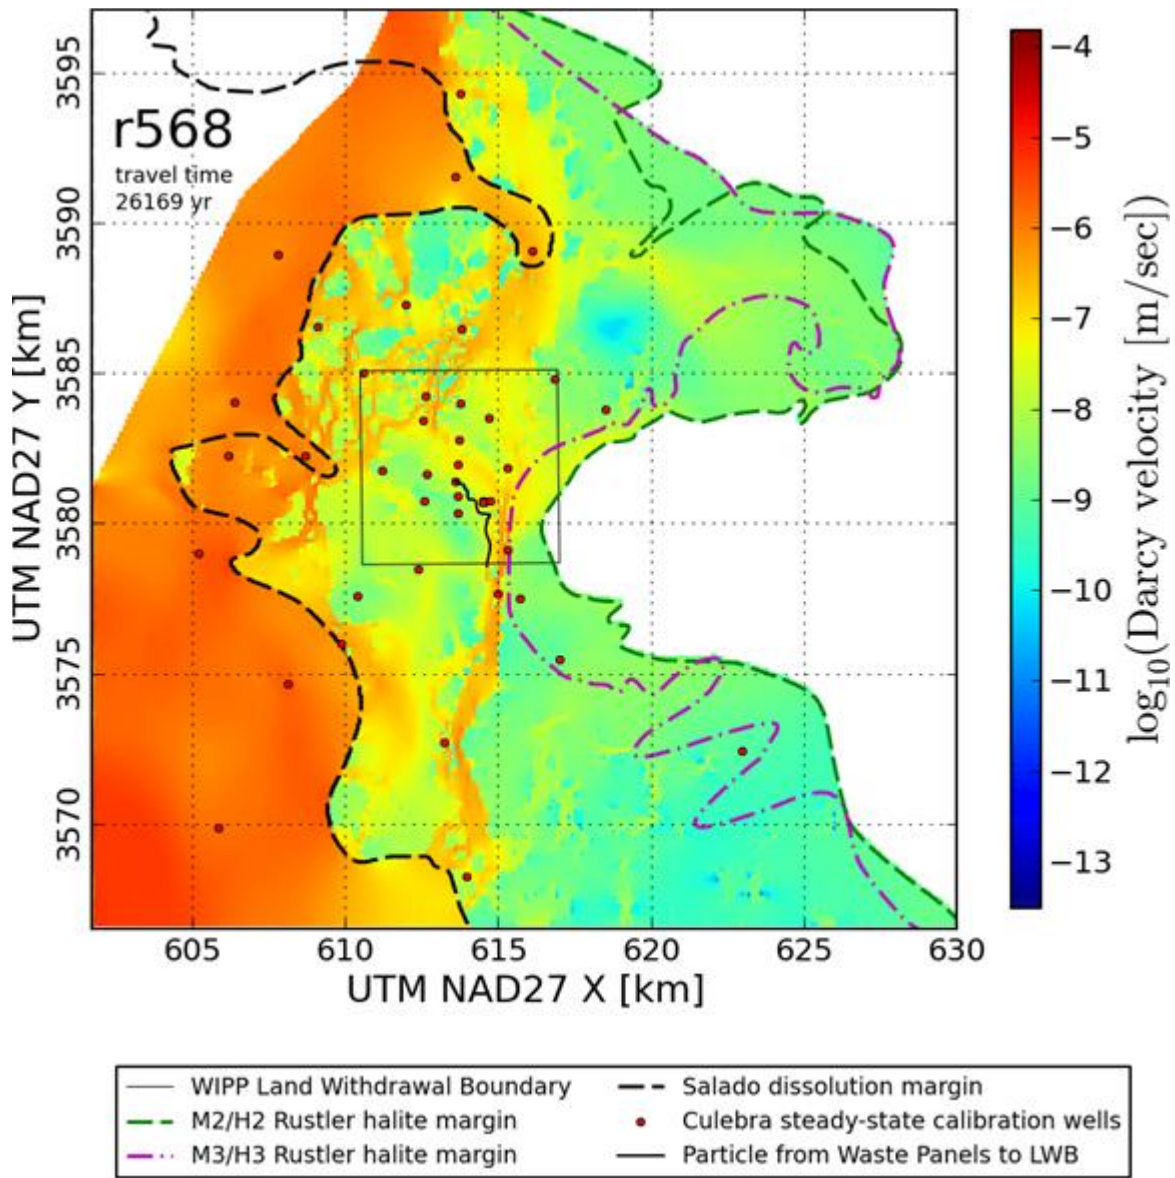 r568
travel time
26169 yr
3595
3590
3585
3580
3575
3570
UTM NAD27 Y [km]
605 610 615 620 625 630
UTM NAD27 X [km]
−4
−5
−6
−7
−8
−9
−10
−11
−12
−13
log10(Darcy velocity [m/sec])
WIPP Land Withdrawal Boundary
M2/H2 Rustler halite margin
M3/H3 Rustler halite margin
Salado dissolution margin
Culebra steady-state calibration wells
Particle from Waste Panels to LWB